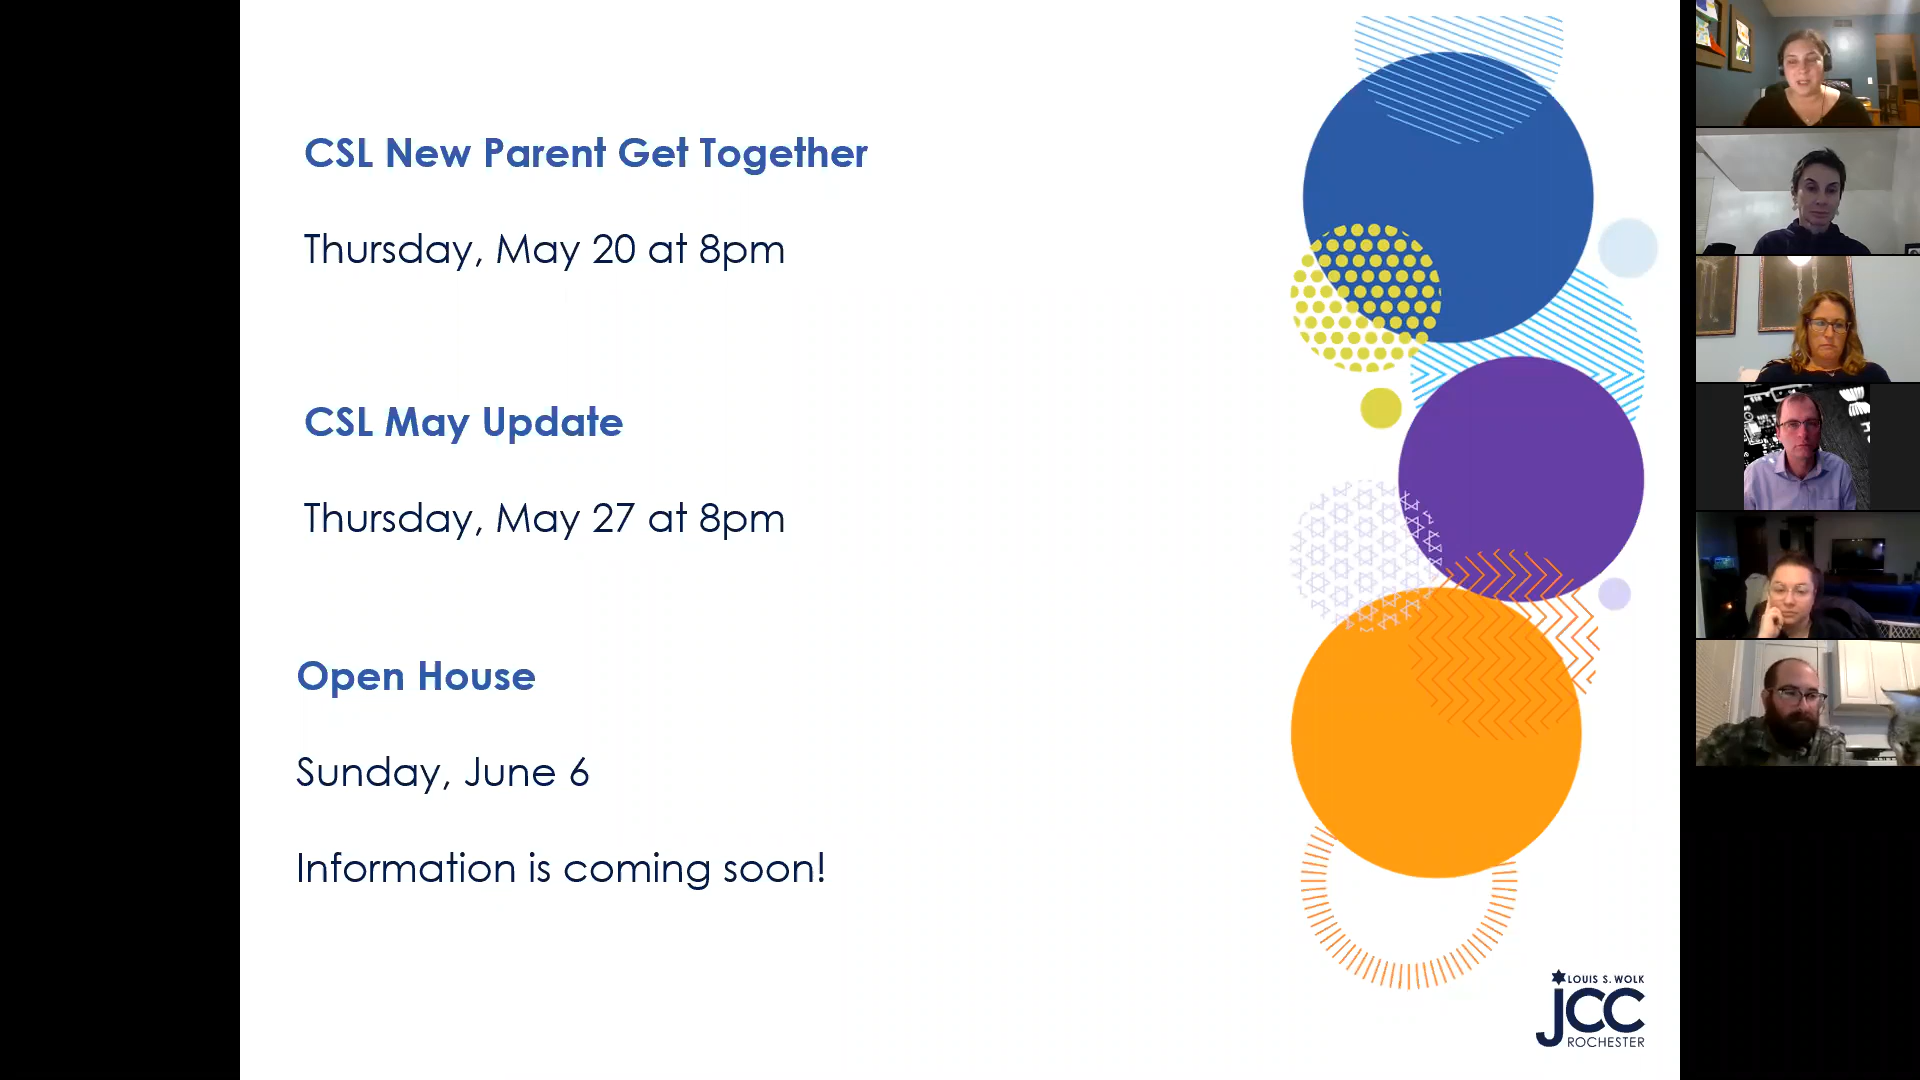 CSL New Parent Get Together
Thursday, May 20 at 8pm
CSL May Update
Thursday, May 27 at 8pm
Open House
Sunday, June 6
Information is coming soon!
LOUIS S. WOLK
jCC
ROCHESTER